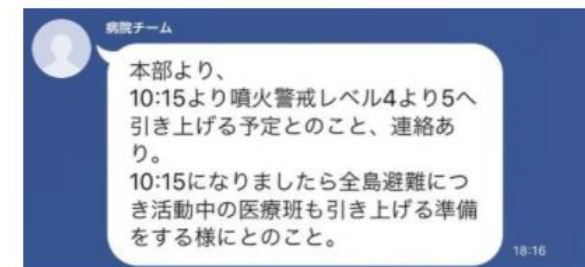 病院チーム
本部より、
10:15より噴火警戒レベル4より5へ
引き上げる予定とのこと、連絡あ
り。
10:15になりましたら全島避難につ
き活動中の医療班も引き上げる準備
をする様にとのこと。
18:16